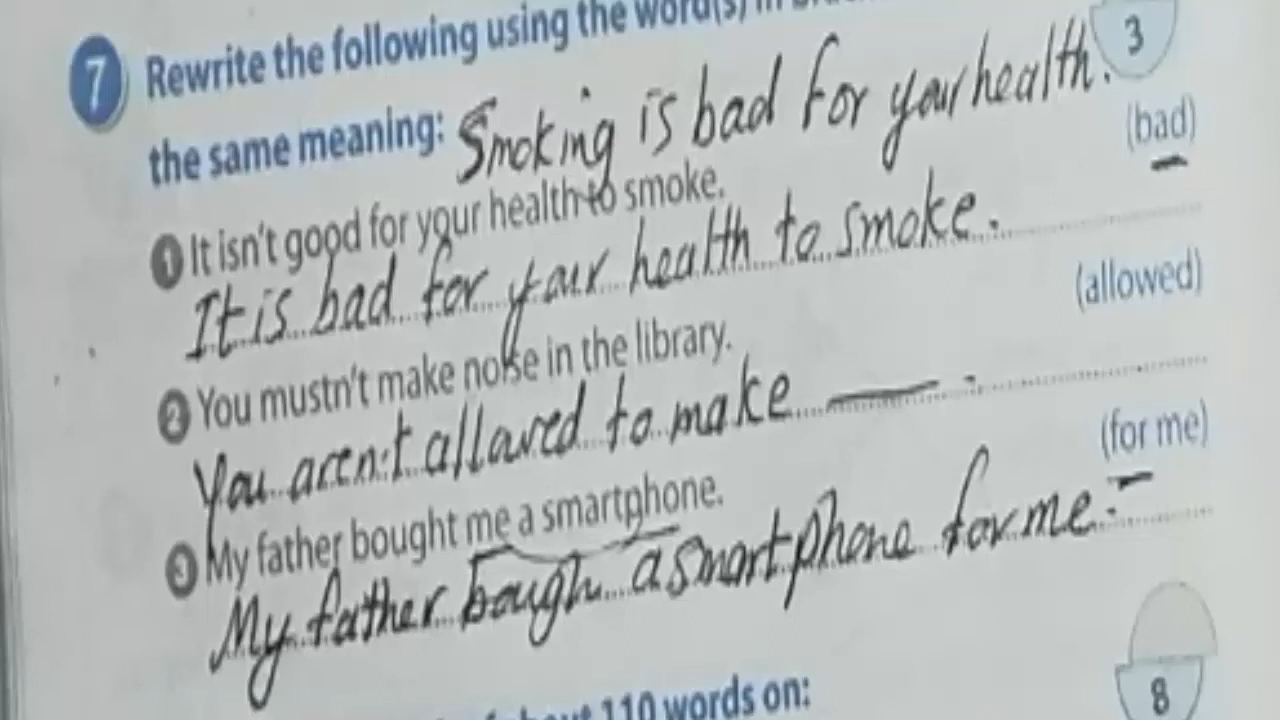 7 Rewrite the following using the word(s) in
3
the same meaning: Smoking is bad for your health.
(bad)
1 It isn't good for your health to smoke.
It is bad for your health to smoke.
(allowed)
2 You mustn't make noise in the library.
You aren't allowed to make
(for me)
3 My father bought me a smartphone.
My father bough a smart phone for me.
110 words on:
8